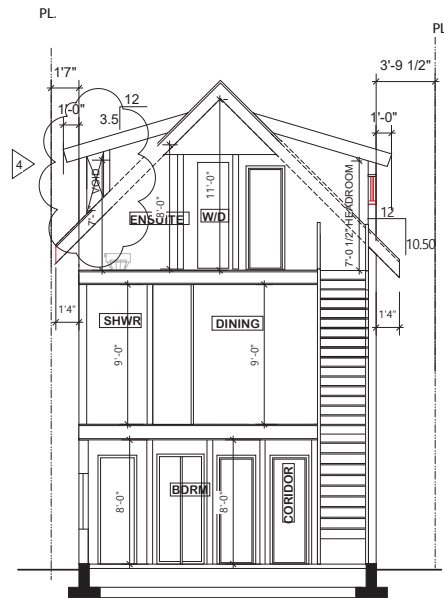 PL.
PL
1'7"
3'-9 1/2"
1'-0"
12
3.5
1'-0"
4
VOID
7"
ENSUITE
8'-0"
11'-0"
W/D
7'-0 1/2" HEADROOM
12
10.50
1'4"
1'4"
SHWR
DINING
9'-0"
9'-0"
BDRM
8'-0"
8'-0"
CORIDOR